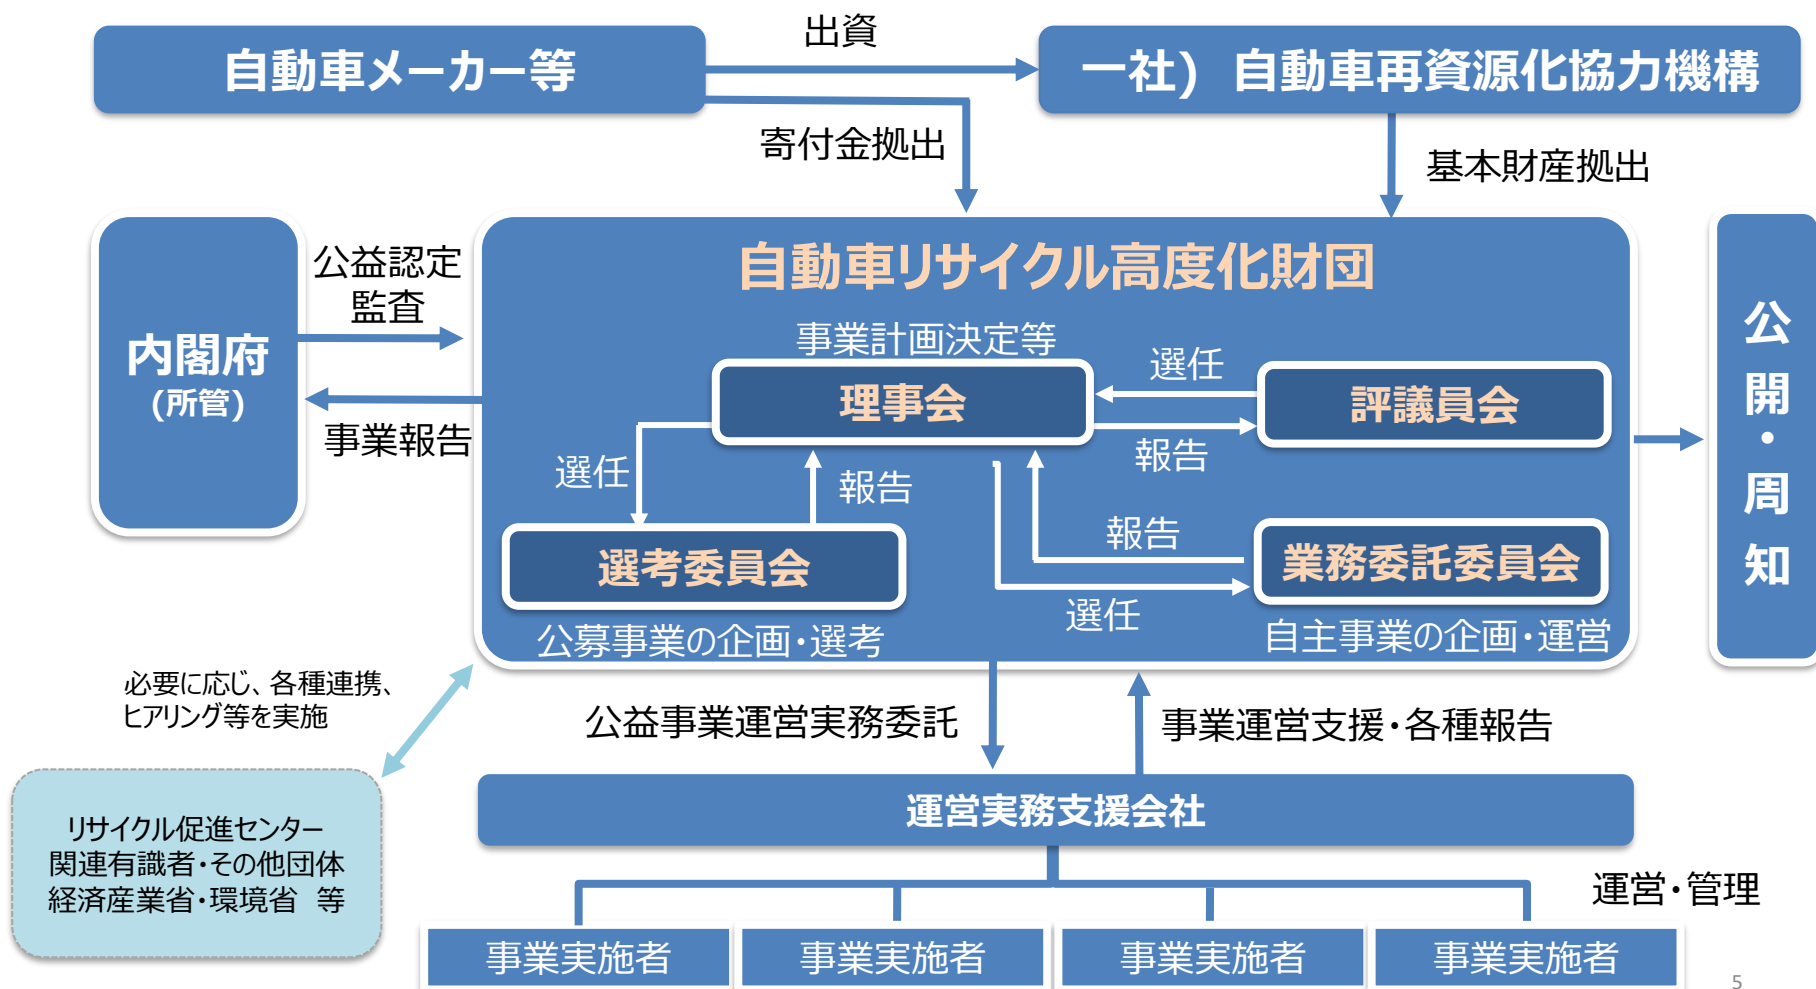 出資
自動車メーカー等
一社）自動車再資源化協力機構
寄付金拠出
基本財産拠出
公益認定
監査
自動車リサイクル高度化財団
内閣府
(所管)
事業計画決定等
理事会
選任
評議員会
報告
事業報告
選任
報告
報告
選考委員会
業務委託委員会
選任
公募事業の企画・選考
自主事業の企画・運営
公開・周知
必要に応じ、各種連携、
ヒアリング等を実施
公益事業運営実務委託
事業運営支援・各種報告
運営実務支援会社
リサイクル促進センター
関連有識者・その他団体
経済産業省・環境省　等
運営・管理
事業実施者
事業実施者
事業実施者
事業実施者
5